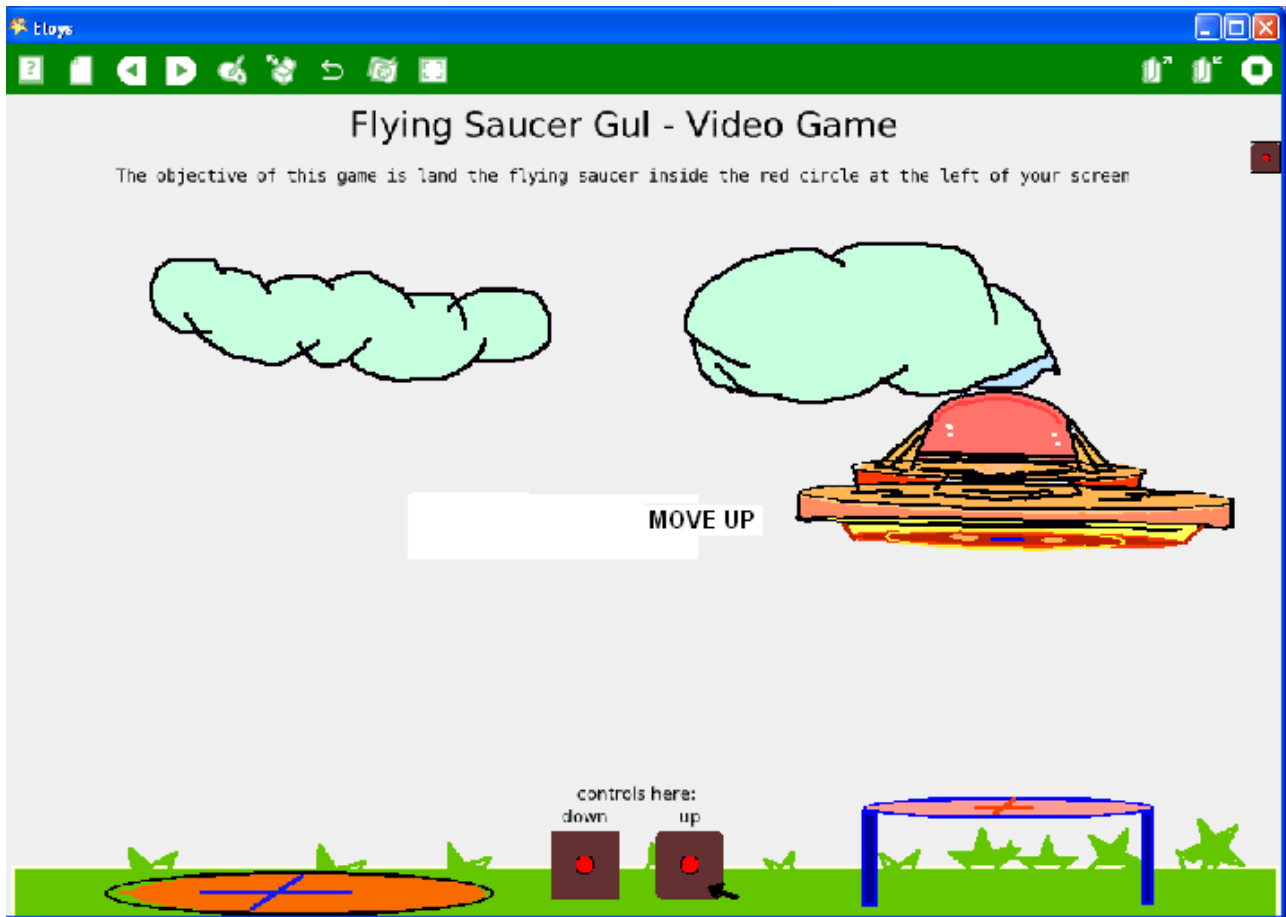 Etoys
Flying Saucer Gul - Video Game
The objective of this game is land the flying saucer inside the red circle at the left of your screen
MOVE UP
controls here:
down up